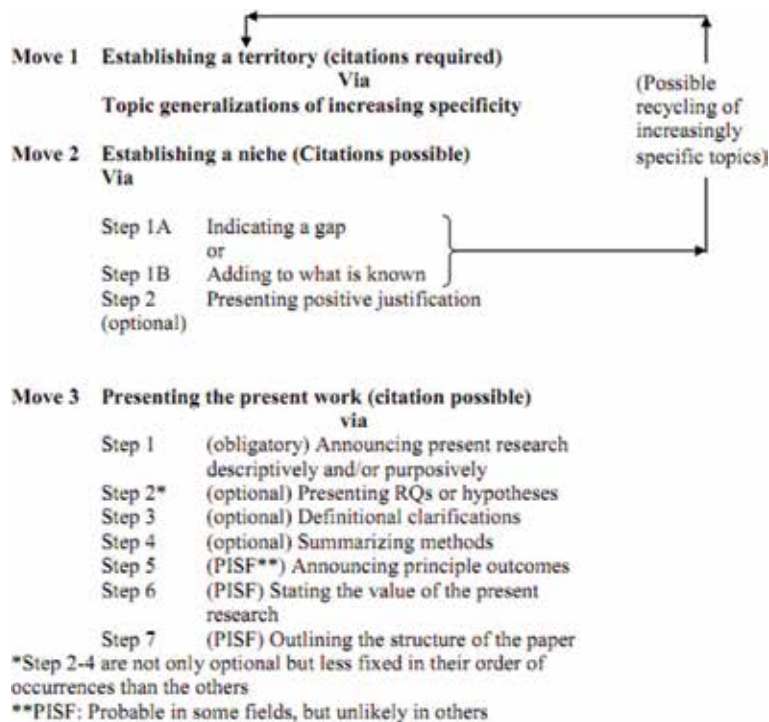 Move 1 Establishing a territory (citations required)
Via
Topic generalizations of increasing specificity
(Possible
recycling of
increasingly
specific topics)
Move 2 Establishing a niche (Citations possible)
Via
Step 1A Indicating a gap
or
Step 1B Adding to what is known
Step 2 Presenting positive justification
(optional)
Move 3 Presenting the present work (citation possible)
via
Step 1 (obligatory) Announcing present research
descriptively and/or purposively
Step 2* (optional) Presenting RQs or hypotheses
Step 3 (optional) Definitional clarifications
Step 4 (optional) Summarizing methods
Step 5 (PISF**) Announcing principle outcomes
Step 6 (PISF) Stating the value of the present
research
Step 7 (PISF) Outlining the structure of the paper
*Step 2-4 are not only optional but less fixed in their order of
occurrences than the others
**PISF: Probable in some fields, but unlikely in others